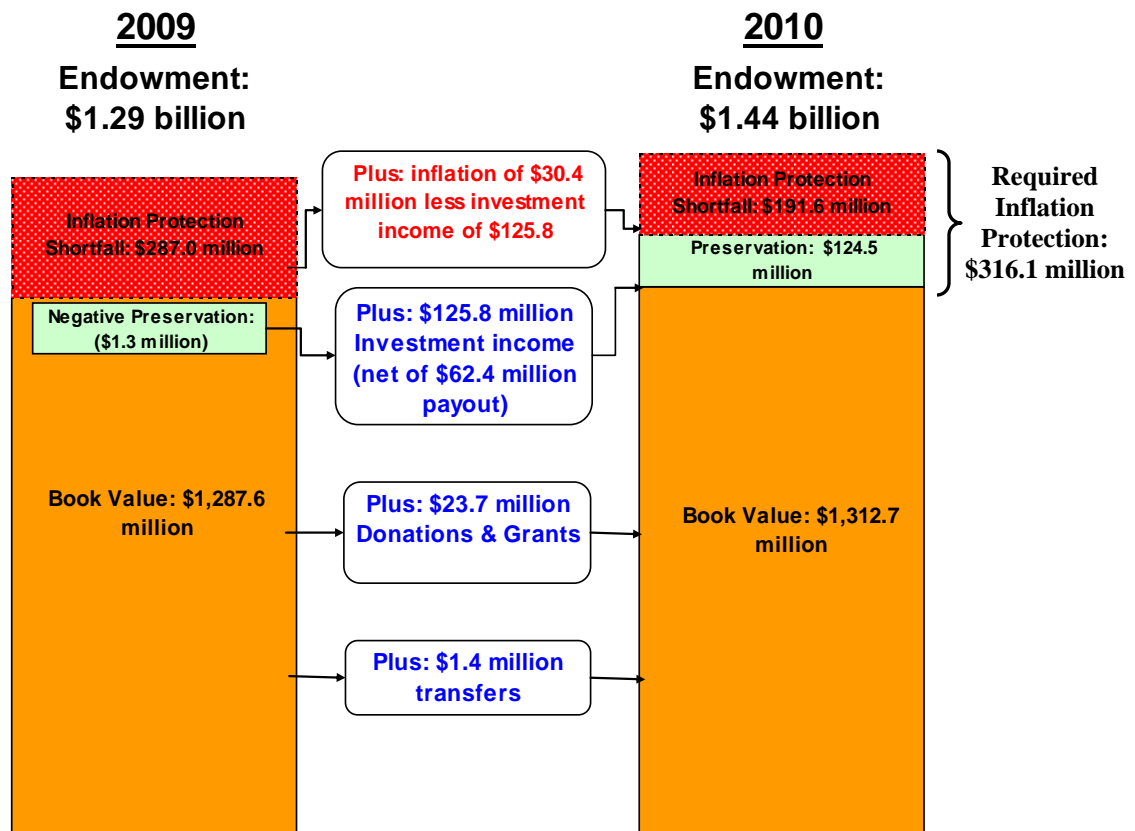 2009
Endowment:
$1.29 billion
Inflation Protection
Shortfall: $287.0 million
Negative Preservation:
($1.3 million)
Book Value: $1,287.6
million
Plus: inflation of $30.4
million less investment
income of $125.8
Plus: $125.8 million
Investment income
(net of $62.4 million
payout)
Plus: $23.7 million
Donations & Grants
Plus: $1.4 million
transfers
2010
Endowment:
$1.44 billion
Inflation Protection
Shortfall: $191.6 million
Preservation: $124.5
million
Book Value: $1,312.7
million
Required
Inflation
Protection:
$316.1 million